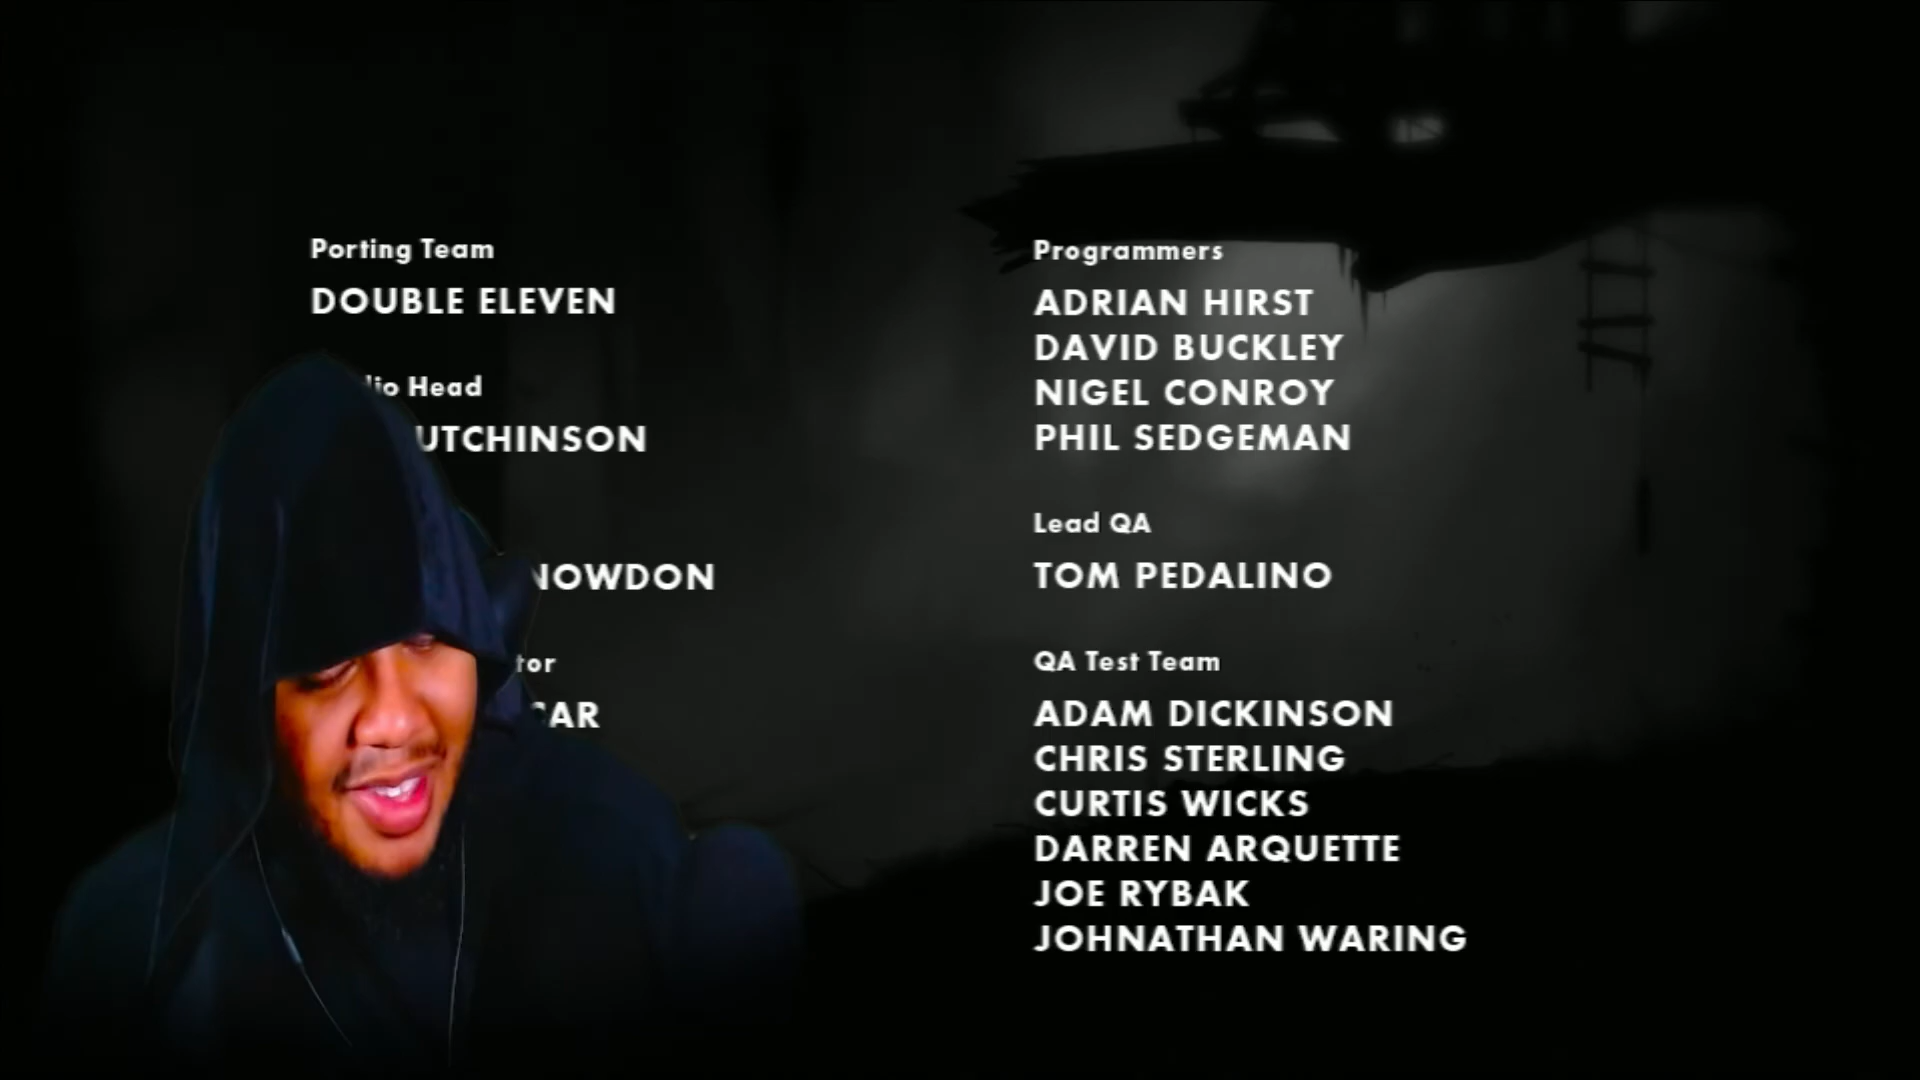 Porting Team
DOUBLE ELEVEN
Head
Programmers
ADRIAN HIRST
DAVID BUCKLEY
NIGEL CONROY
PHIL SEDGEMAN
Lead QA
TOM PEDALINO
QA Test Team
ADAM DICKINSON
CHRIS STERLING
CURTIS WICKS
DARREN ARQUETTE
JOE RYBAK
JOHNATHAN WARING